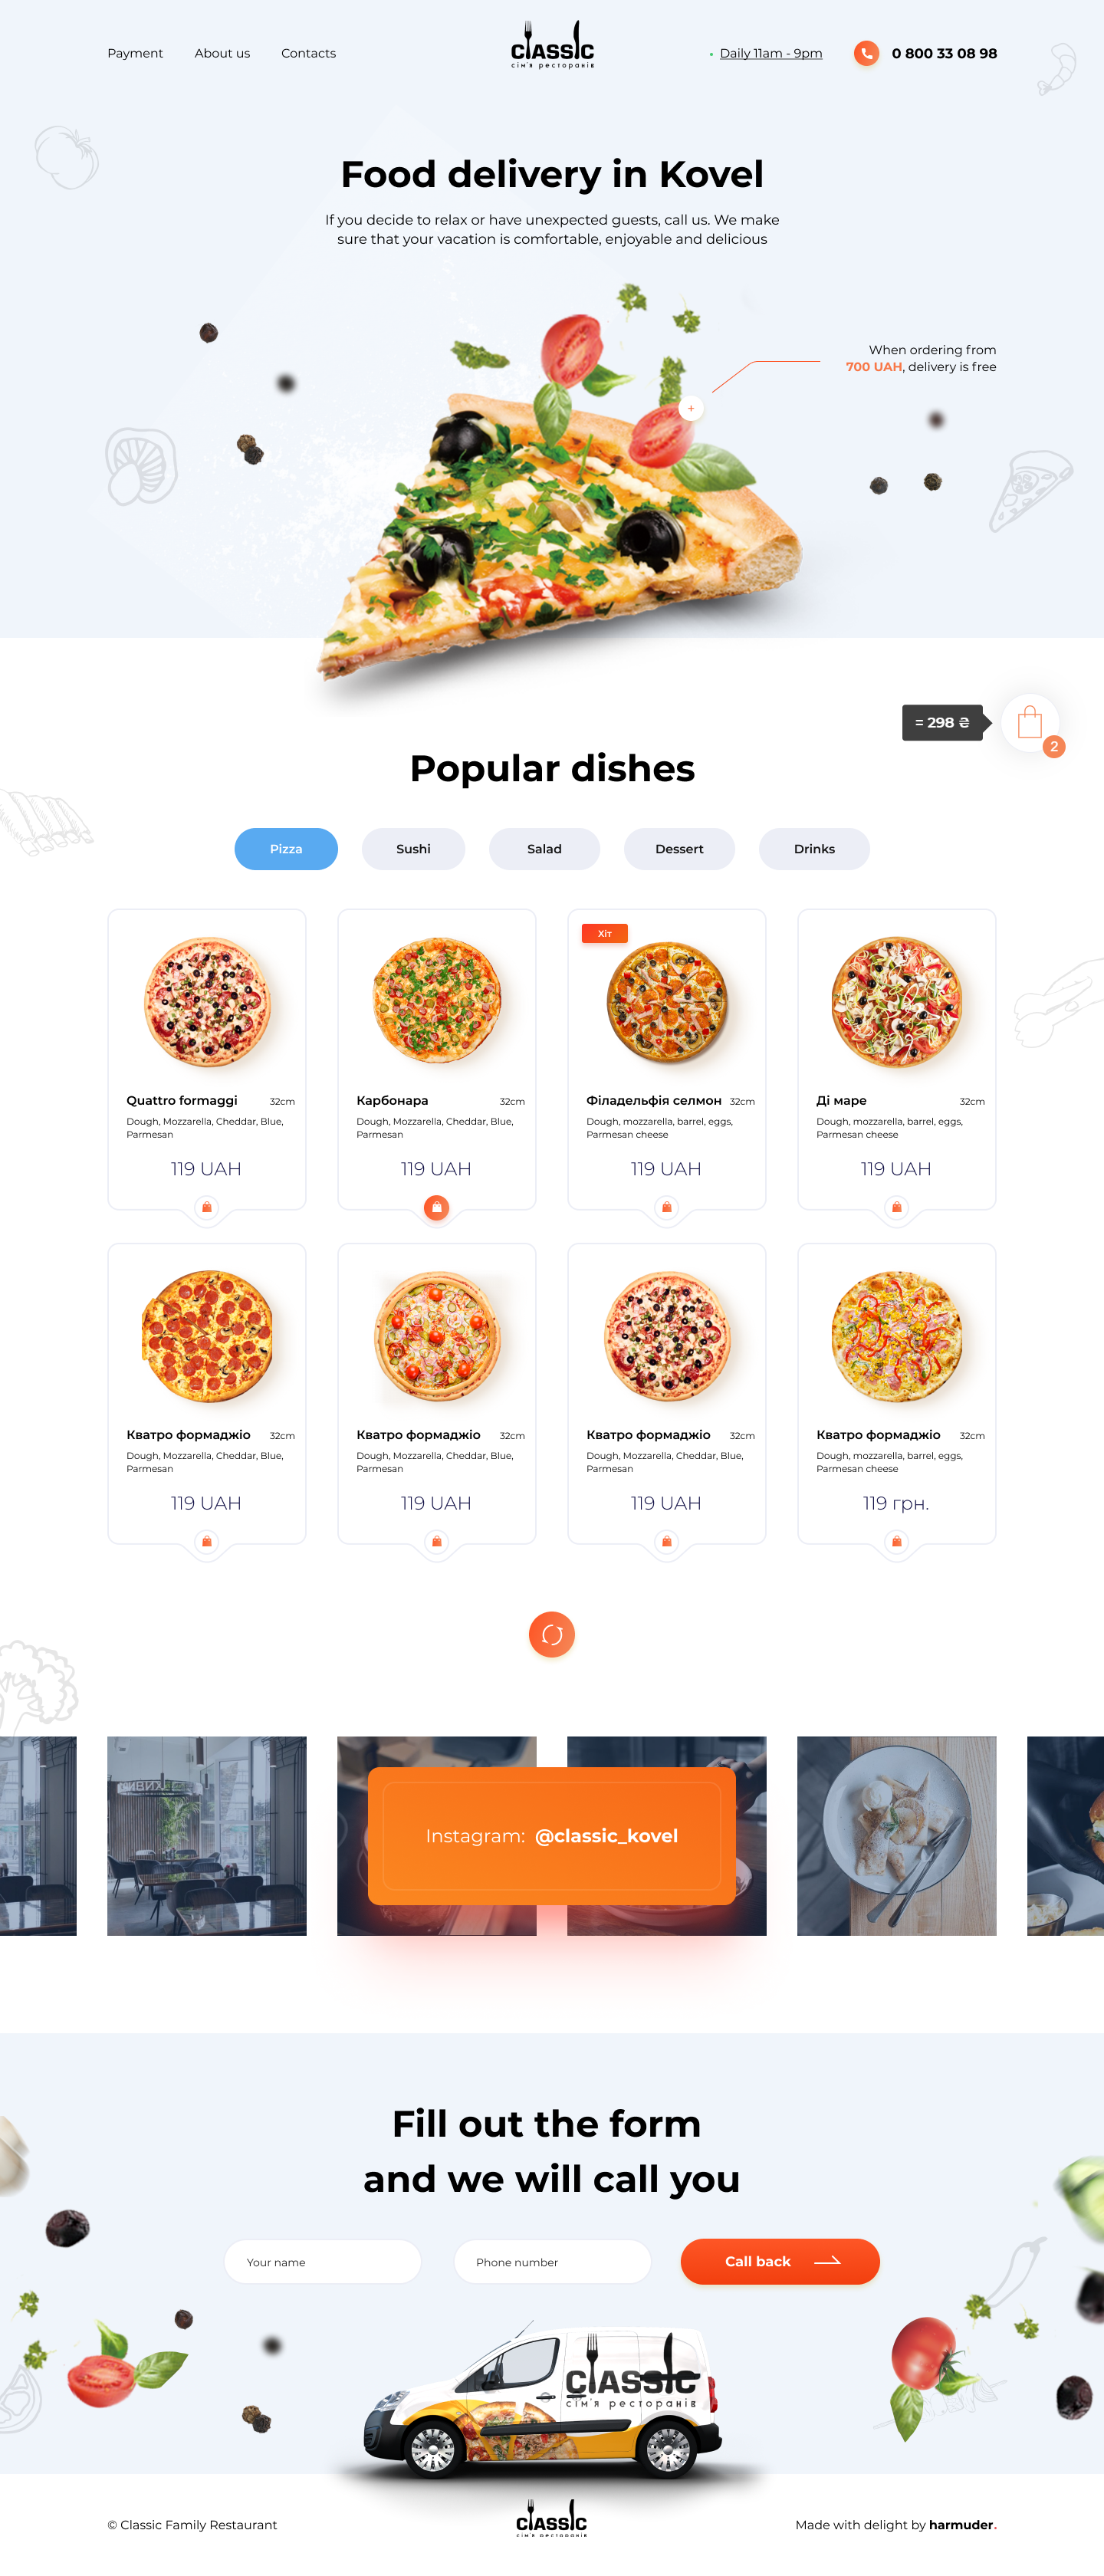 Payment
About us
Contacts
classic
сім'я ресторанів
Daily 11am - 9pm
0 800 33 08 98
Food delivery in Kovel
If you decide to relax or have unexpected guests, call us. We make
sure that your vacation is comfortable, enjoyable and delicious
When ordering from
700 UAH, delivery is free
+
= 298 ₴
2
Popular dishes
Pizza
Sushi
Salad
Dessert
Drinks
Quattro formaggi 32cm
Dough, Mozzarella, Cheddar, Blue,
Parmesan
119 UAH
Карбонара 32cm
Dough, Mozzarella, Cheddar, Blue,
Parmesan
119 UAH
Хіт
Філадельфія селмон 32cm
Dough, mozzarella, barrel, eggs,
Parmesan cheese
119 UAH
Ді маре 32cm
Dough, mozzarella, barrel, eggs,
Parmesan cheese
119 UAH
Кватро формаджіо 32cm
Dough, Mozzarella, Cheddar, Blue,
Parmesan
119 UAH
Кватро формаджіо 32cm
Dough, Mozzarella, Cheddar, Blue,
Parmesan
119 UAH
Кватро формаджіо 32cm
Dough, Mozzarella, Cheddar, Blue,
Parmesan
119 UAH
Кватро формаджіо 32cm
Dough, mozzarella, barrel, eggs,
Parmesan cheese
119 грн.
Instagram: @classic_kovel
Fill out the form
and we will call you
Your name
Phone number
Call back
classic
сім'я ресторанів
© Classic Family Restaurant
classic
сім'я ресторанів
Made with delight by harmuder.